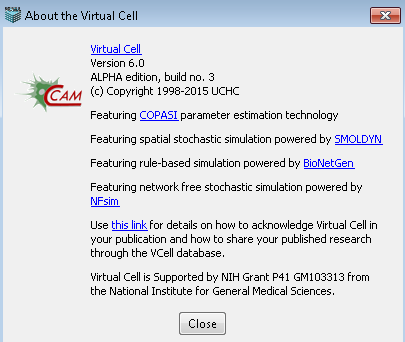 About the Virtual Cell
Virtual Cell
Version 6.0
ALPHA edition, build no. 3
(c) Copyright 1998-2015 UCHC
CCAM
Featuring COPASI parameter estimation technology
Featuring spatial stochastic simulation powered by SMOLDYN
Featuring rule-based simulation powered by BioNetGen
Featuring network free stochastic simulation powered by
NFsim
Use this link for details on how to acknowledge Virtual Cell in
your publication and how to share your published research
through the VCell database.
Virtual Cell is Supported by NIH Grant P41 GM103313 from
the National Institute for General Medical Sciences.
Close